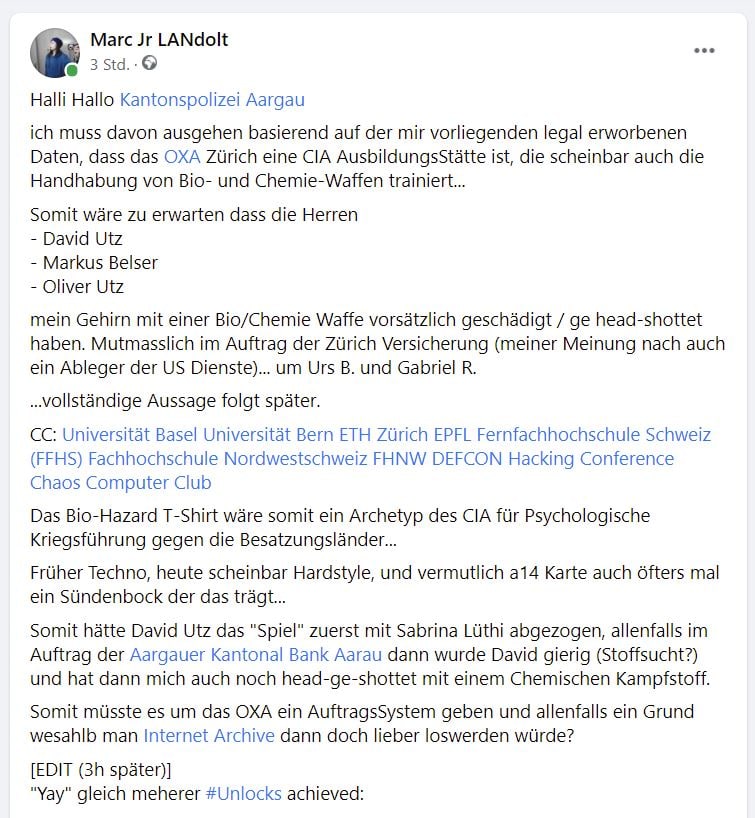 Marc Jr LANdolt
3 Std. ·
Halli Hallo Kantonspolizei Aargau
ich muss davon ausgehen basierend auf der mir vorliegenden legal erworbenen
Daten, dass das OXA Zürich eine CIA AusbildungsStätte ist, die scheinbar auch die
Handhabung von Bio- und Chemie-Waffen trainiert...
Somit wäre zu erwarten dass die Herren
- David Utz
- Markus Belser
- Oliver Utz
mein Gehirn mit einer Bio/Chemie Waffe vorsätzlich geschädigt / ge head-shottet
haben. Mutmasslich im Auftrag der Zürich Versicherung (meiner Meinung nach auch
ein Ableger der US Dienste)... um Urs B. und Gabriel R.
...vollständige Aussage folgt später.
CC: Universität Basel Universität Bern ETH Zürich EPFL Fernfachhochschule Schweiz
(FFHS) Fachhochschule Nordwestschweiz FHNW DEFCON Hacking Conference
Chaos Computer Club
Das Bio-Hazard T-Shirt wäre somit ein Archetyp des CIA für Psychologische
Kriegsführung gegen die Besatzungsländer...
Früher Techno, heute scheinbar Hardstyle, und vermutlich a14 Karte auch öfters mal
ein Sündenbock der das trägt...
Somit hätte David Utz das "Spiel" zuerst mit Sabrina Lüthi abgezogen, allenfalls im
Auftrag der Aargauer Kantonal Bank Aarau dann wurde David gierig (Stoffsucht?)
und hat dann mich auch noch head-ge-shottet mit einem Chemischen Kampfstoff.
Somit müsste es um das OXA ein AuftragsSystem geben und allenfalls ein Grund
wesahlb man Internet Archive dann doch lieber loswerden würde?
[EDIT (3h später)]
"Yay" gleich meherer #Unlocks achieved: